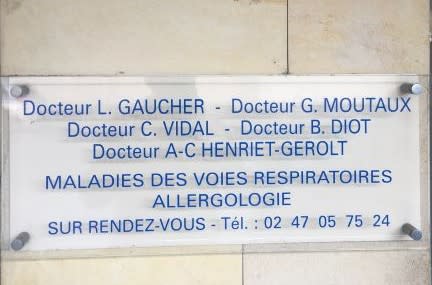 Docteur L. GAUCHER - Docteur G. MOUTAUX
Docteur C. VIDAL - Docteur B. DIOT
Docteur A-C HENRIET-GEROLT
MALADIES DES VOIES RESPIRATOIRES
ALLERGOLOGIE
SUR RENDEZ-VOUS - Tél. : 02 47 05 75 24